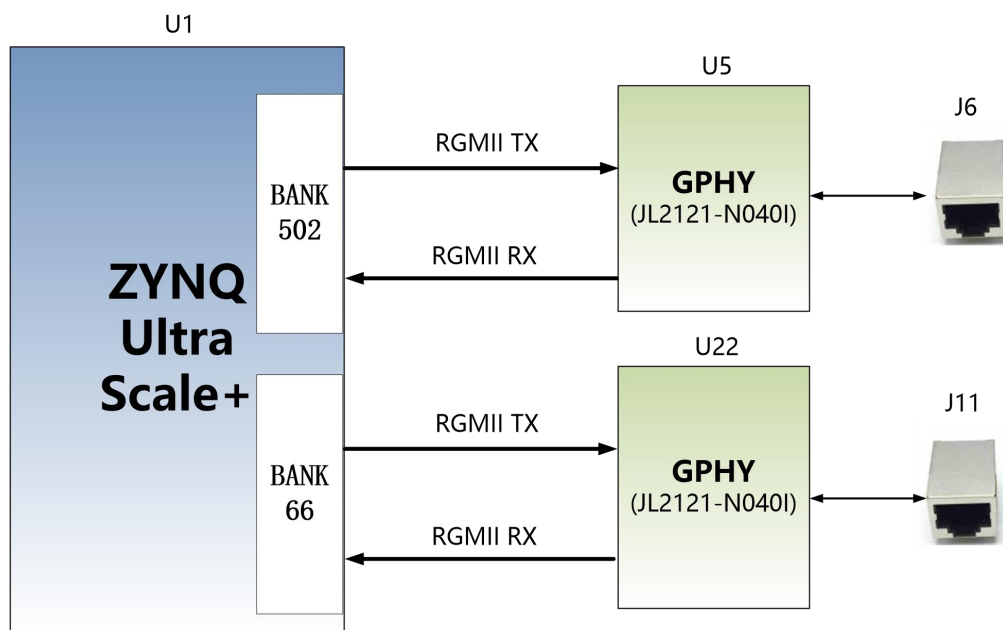 U1
ZYNQ
Ultra
Scale+
BANK
502
BANK
66
RGMII TX
RGMII RX
RGMII TX
RGMII RX
U5
GPHY
(JL2121-N040I)
U22
GPHY
(JL2121-N040I)
J6
J11